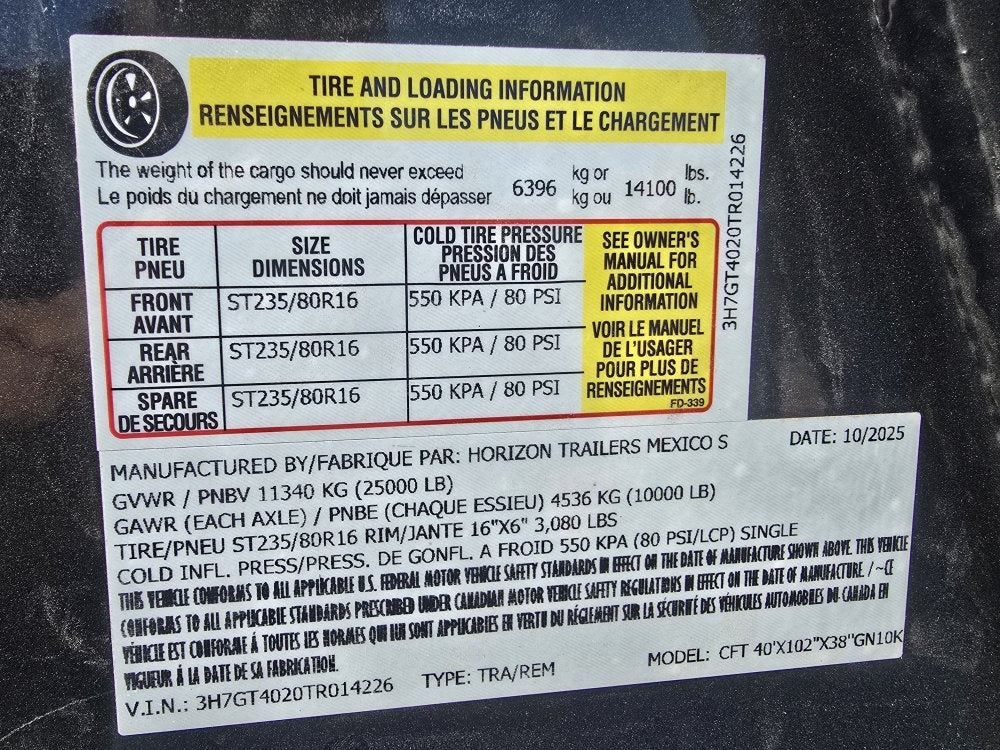 TIRE AND LOADING INFORMATION
RENSEIGNEMENTS SUR LES PNEUS ET LE CHARGEMENT
The weight of the cargo should never exceed 6396 kg or 14100 lbs.
Le poids du chargement ne doit jamais dépasser kg ou lb.
TIRE PNEU SIZE DIMENSIONS COLD TIRE PRESSURE PRESSION DES PNEUS A FROID
FRONT AVANT ST235/80R16 550 KPA / 80 PSI
REAR ARRIÈRE ST235/80R16 550 KPA / 80 PSI
SPARE DE SECOURS ST235/80R16 550 KPA / 80 PSI
SEE OWNER'S
MANUAL FOR
ADDITIONAL
INFORMATION
VOIR LE MANUEL
DE L'USAGER
POUR PLUS DE
RENSEIGNEMENTS
FD-339
3H7GT4020TR014226
MANUFACTURED BY/FABRIQUE PAR: HORIZON TRAILERS MEXICO S DATE: 10/2025
GVWR / PNBV 11340 KG (25000 LB)
GAWR (EACH AXLE) / PNBE (CHAQUE ESSIEU) 4536 KG (10000 LB)
TIRE/PNEU ST235/80R16 RIM/JANTE 16"X6" 3,080 LBS
COLD INFL. PRESS/PRESS. DE GONFL. A FROID 550 KPA (80 PSI/LCP) SINGLE
THIS VEHICLE CONFORMS TO ALL APPLICABLE U.S. FEDERAL MOTOR VEHICLE SAFETY STANDARDS IN EFFECT ON THE DATE OF MANUFACTURE SHOWN ABOVE. THIS VEHICLE
CONFORMS TO ALL APPLICABLE STANDARDS PRESCRIBED UNDER CANADIAN MOTOR VEHICLE SAFETY REGULATIONS IN EFFECT ON THE DATE OF MANUFACTURE / ~CE
VÉHICLE EST CONFORME À TOUTES LES NORMES QUI LUI SONT APPLICABLES EN VERTU DU RÈGLEMENT SUR LA SÉCURITÉ DES VÉHICULES AUTOMOBILES DU CANADA EN
VIGUEUR À LA DATE DE SA FABRICATION.
V.I.N.: 3H7GT4020TR014226 TYPE: TRA/REM MODEL: CFT 40'X102"X38"GN10K